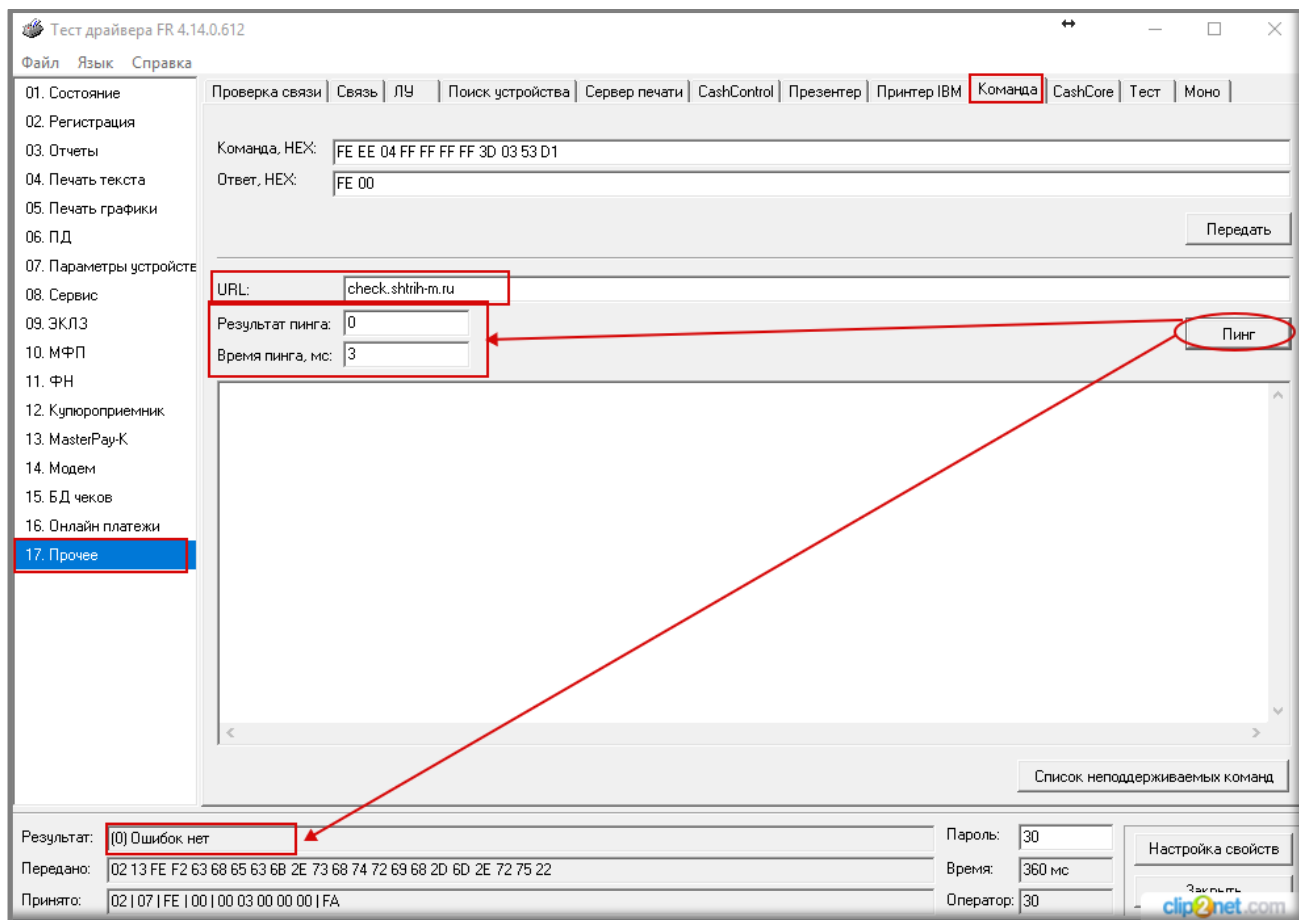 Тест драйвера FR 4.14.0.612
Файл Язык Справка
01. Состояние
02. Регистрация
03. Отчеты
04. Печать текста
05. Печать графики
06. ПД
07. Параметры устройств
08. Сервис
09. ЭКЛЗ
10. МФП
11. ФН
12. Купюроприемник
13. MasterPay-K
14. Модем
15. БД чеков
16. Онлайн платежи
17. Прочее
Проверка связи Связь ЛУ Поиск устройства Сервер печати CashControl Презентер Принтер IBM Команда CashCore Тест Моно
Команда, HEX: FE EE 04 FF FF FF FF 3D 03 53 D1
Ответ, HEX: FE 00
Передать
URL: check.shtrih-m.ru
Результат пинга: 0
Время пинга, мс: 3
Пинг
Список неподдерживаемых команд
Результат: (0) Ошибок нет
Передано: 02 13 FE F2 63 68 65 63 6B 2E 73 68 74 72 69 68 2D 6D 2E 72 75 22
Принято: 02 | 07 | FE | 00 | 00 03 00 00 00 | FA
Пароль: 30
Время: 360 мс
Оператор: 30
Настройка свойств
Закрыть
clip2net.com